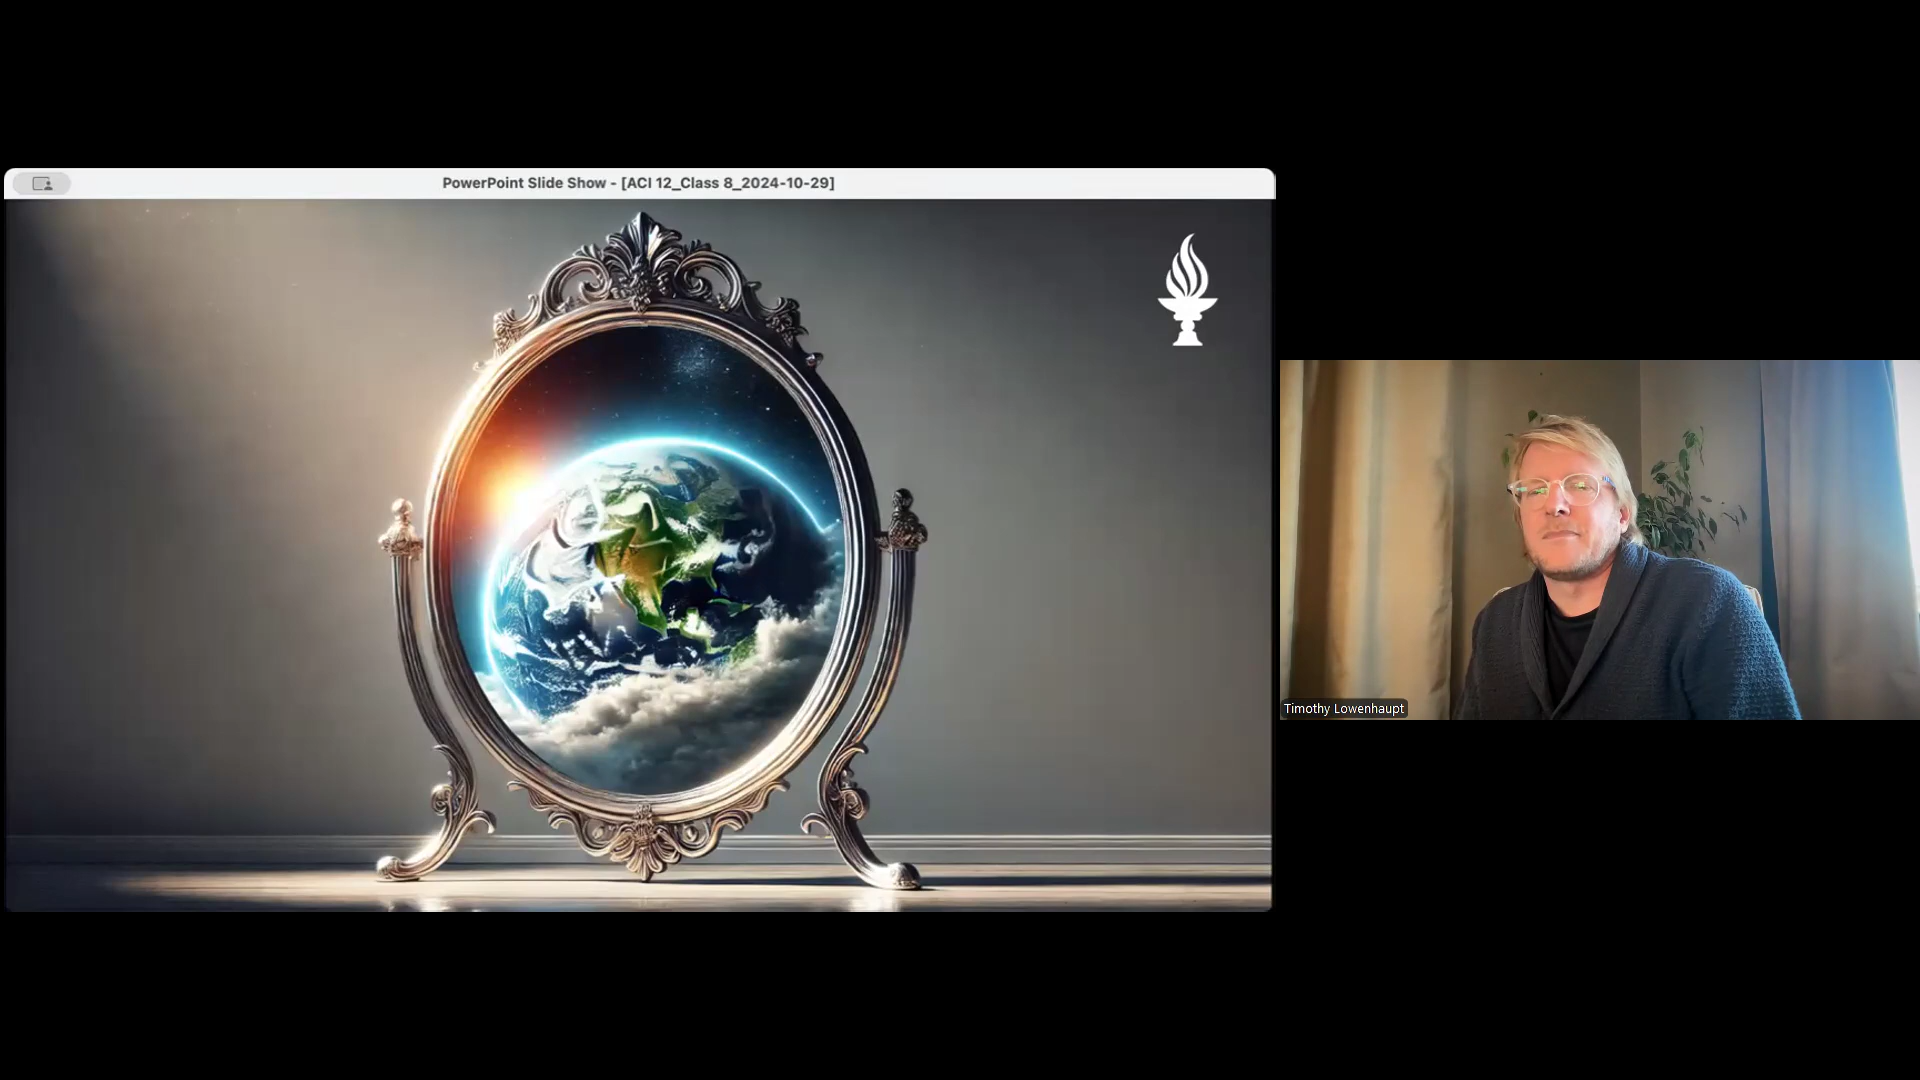 PowerPoint Slide Show - [ACI 12_Class 8_2024-10-29]
Timothy Lowenhaupt